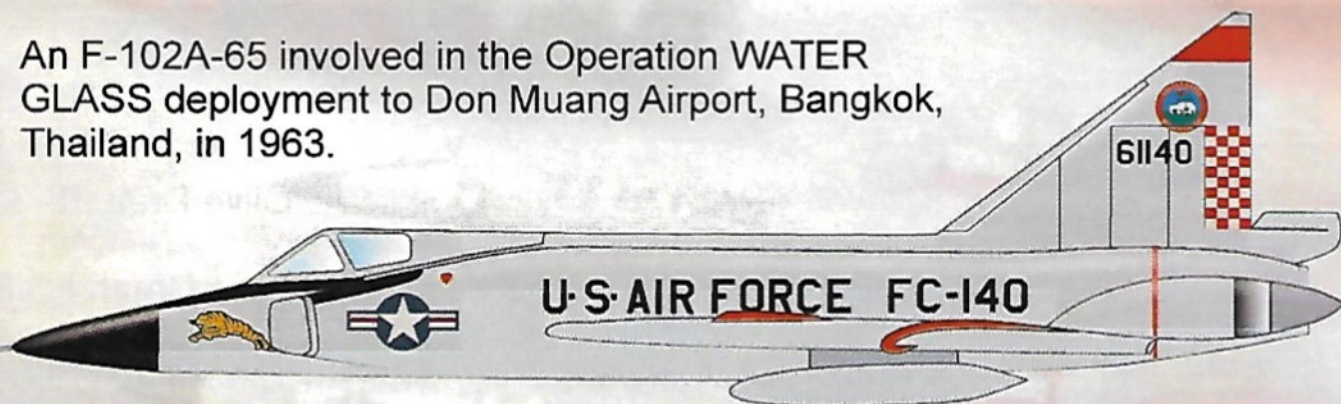 An F-102A-65 involved in the Operation WATER
GLASS deployment to Don Muang Airport, Bangkok,
Thailand, in 1963.
61140
U·S·AIR FORCE FC-140